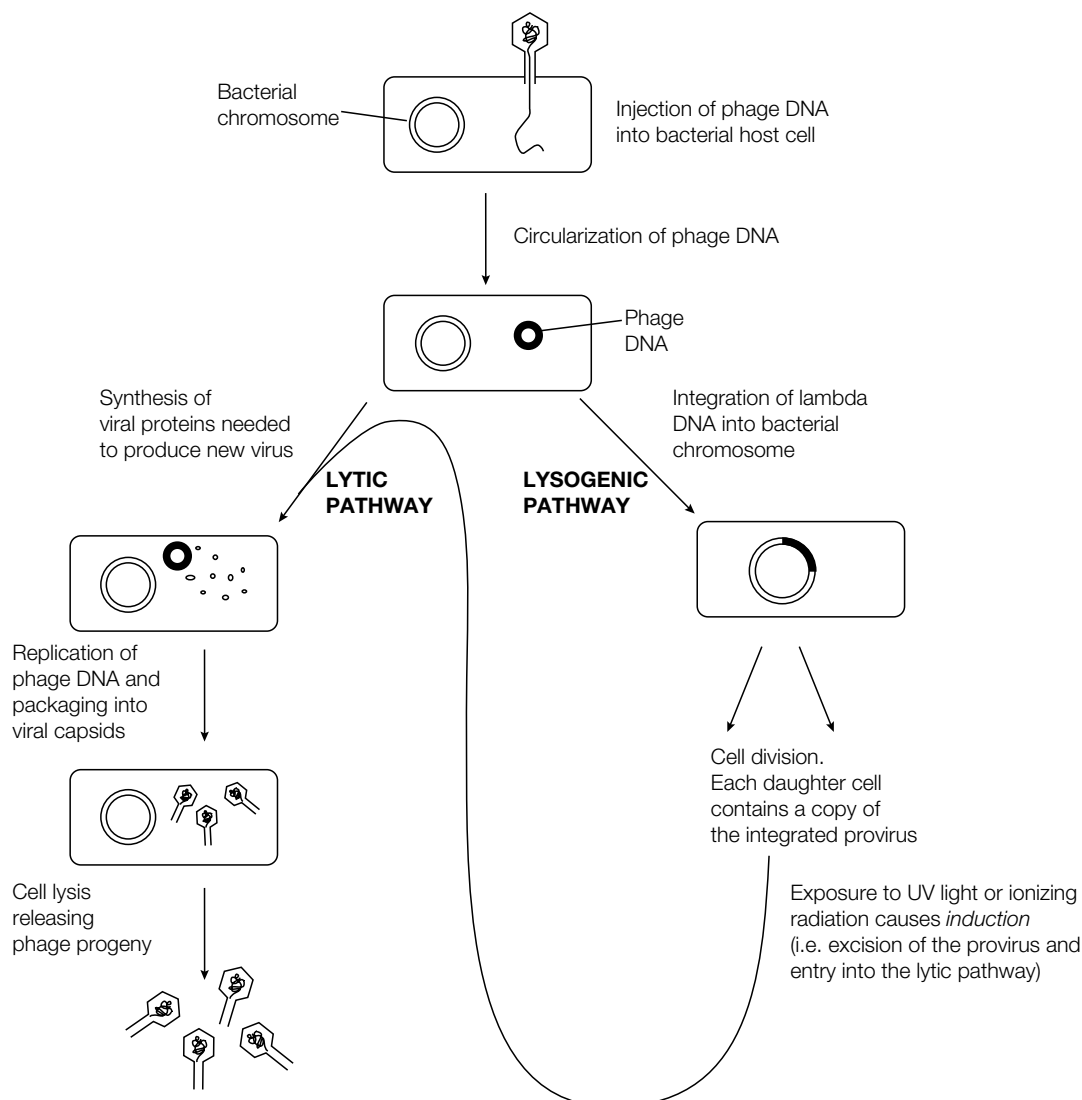 Bacterial
chromosome
Injection of phage DNA
into bacterial host cell
Circularization of phage DNA
Phage
DNA
Synthesis of
viral proteins needed
to produce new virus
Integration of lambda
DNA into bacterial
chromosome
LYTIC
PATHWAY
LYSOGENIC
PATHWAY
Replication of
phage DNA and
packaging into
viral capsids
Cell division.
Each daughter cell
contains a copy of
the integrated provirus
Cell lysis
releasing
phage progeny
Exposure to UV light or ionizing
radiation causes induction
(i.e. excision of the provirus and
entry into the lytic pathway)